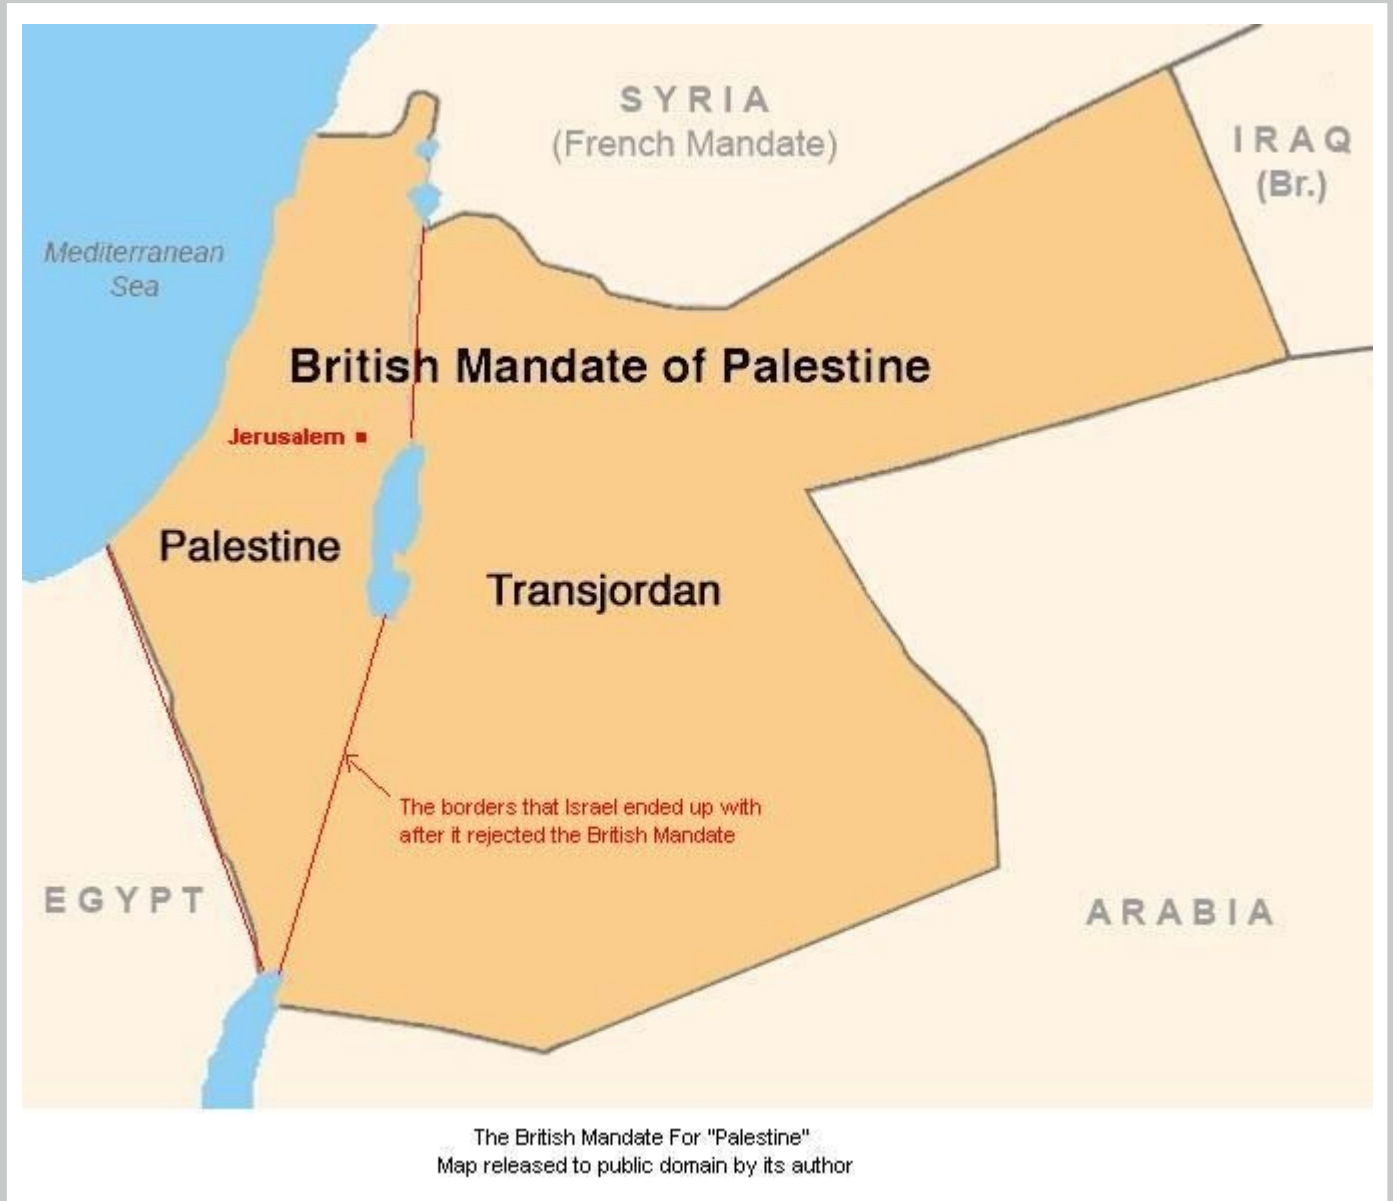 SYRIA
(French Mandate)
IRAQ
(Br.)
Mediterranean
Sea
British Mandate of Palestine
Jerusalem
Palestine
Transjordan
The borders that Israel ended up with
after it rejected the British Mandate
EGYPT
ARABIA
The British Mandate For "Palestine"
Map released to public domain by its author